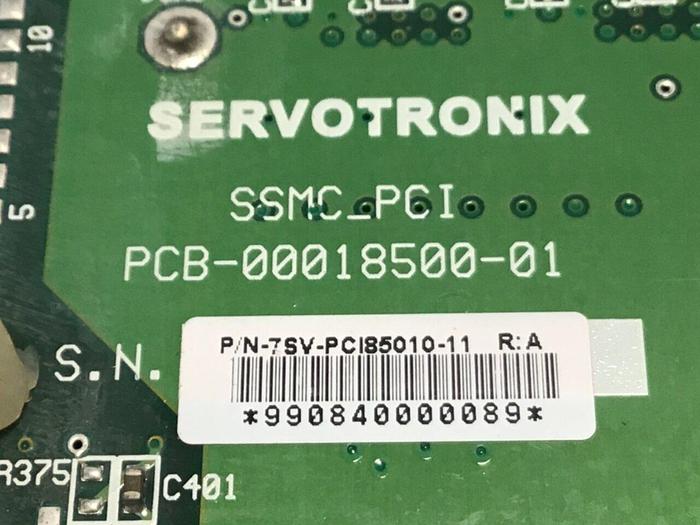 10
SERVOTRONIX
5
SSMC_PCI
PCB-00018500-01
P/N-7SV-PCI85010-11 R:A
S.N.
*990840000089*
R375
C401